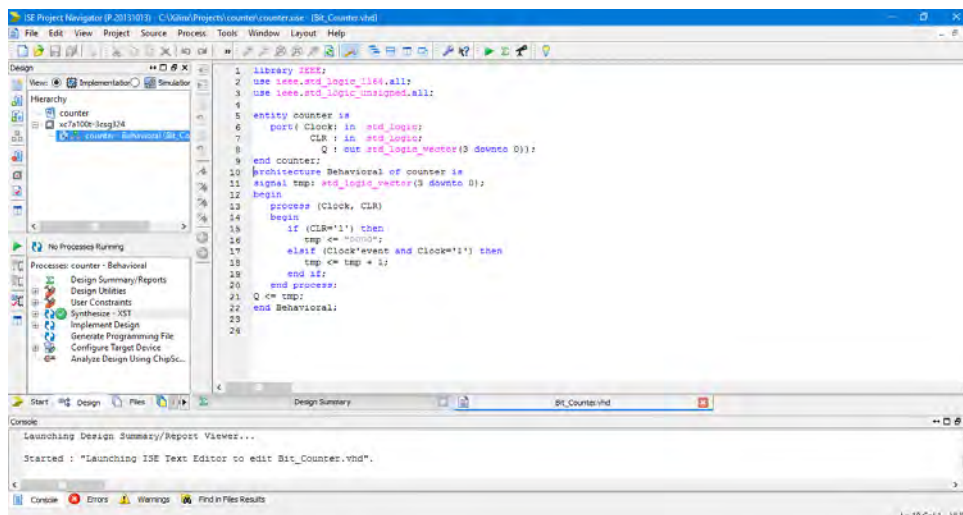 ISE Project Navigator (P.20131013) - C:\Xilinx\Projects\counter\counter.xise - [Bit_Counter.vhd]
File Edit View Project Source Process Tools Window Layout Help
Design
View: Implementation Simulation
Hierarchy
counter
xc7a100t-3csg324
counter - Behavioral (Bit_Co
No Processes Running
Processes: counter - Behavioral
Design Summary/Reports
Design Utilities
User Constraints
Synthesize - XST
Implement Design
Generate Programming File
Configure Target Device
Analyze Design Using ChipSc...
Start Design Files
1 library IEEE;
2 use ieee.std_logic_1164.all;
3 use ieee.std_logic_unsigned.all;
4
5 entity counter is
6 port( Clock: in std_logic;
7 CLR : in std_logic;
8 Q : out std_logic_vector(3 downto 0));
9 end counter;
10 architecture Behavioral of counter is
11 signal tmp: std_logic_vector(3 downto 0);
12 begin
13 process (Clock, CLR)
14 begin
15 if (CLR='1') then
16 tmp <= "0000";
17 elsif (Clock'event and Clock='1') then
18 tmp <= tmp + 1;
19 end if;
20 end process;
21 Q <= tmp;
22 end Behavioral;
23
24
Design Summary Bit_Counter.vhd
Console
Launching Design Summary/Report Viewer...
Started : "Launching ISE Text Editor to edit Bit_Counter.vhd".
Console Errors Warnings Find in Files Results